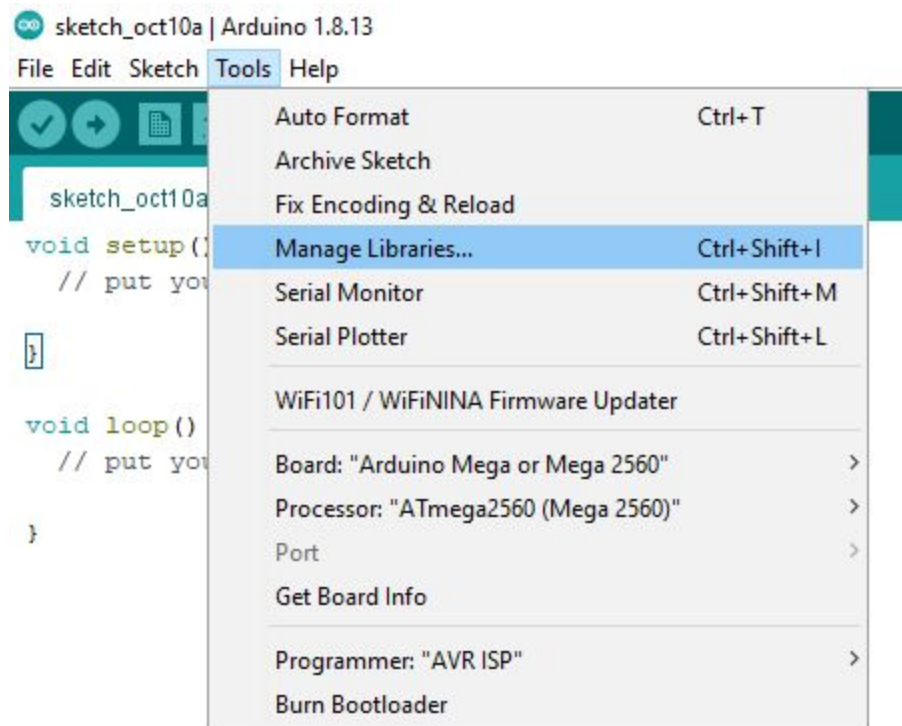 sketch_oct10a | Arduino 1.8.13
File Edit Sketch Tools Help
Auto Format Ctrl+T
Archive Sketch
sketch_oct10a
Fix Encoding & Reload
void setup()
Manage Libraries... Ctrl+Shift+I
// put you
Serial Monitor Ctrl+Shift+M
Serial Plotter Ctrl+Shift+L
}
WiFi101 / WiFiNINA Firmware Updater
void loop()
// put you
Board: "Arduino Mega or Mega 2560"
Processor: "ATmega2560 (Mega 2560)"
}
Port
Get Board Info
Programmer: "AVR ISP"
Burn Bootloader